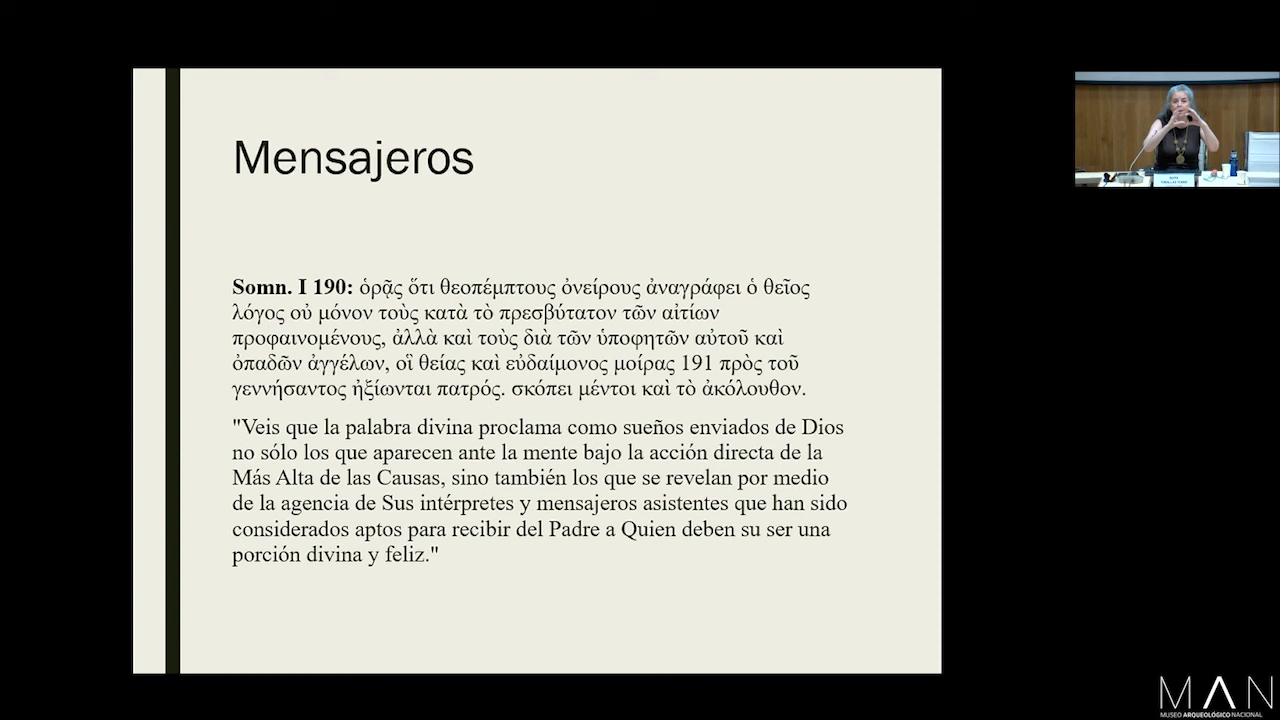 Mensajeros
Somn. I 190: ὁρᾷς ὅτι θεοπέμπτους ὀνείρους ἀναγράφει ὁ θεῖος
λόγος οὐ μόνον τοὺς κατὰ τὸ πρεσβύτατον τῶν αἰτίων
προφαινομένους, ἀλλὰ καὶ τοὺς διὰ τῶν ὑποφητῶν αὐτοῦ καὶ
ὀπαδῶν ἀγγέλων, οἳ θείας καὶ εὐδαίμονος μοίρας 191 πρὸς τοῦ
γεννήσαντος ἠξίωνται πατρός. σκόπει μέντοι καὶ τὸ ἀκόλουθον.
"Veis que la palabra divina proclama como sueños enviados de Dios
no sólo los que aparecen ante la mente bajo la acción directa de la
Más Alta de las Causas, sino también los que se revelan por medio
de la agencia de Sus intérpretes y mensajeros asistentes que han sido
considerados aptos para recibir del Padre a Quien deben su ser una
porción divina y feliz."
MAN
MUSEO ARQUEOLÓGICO NACIONAL